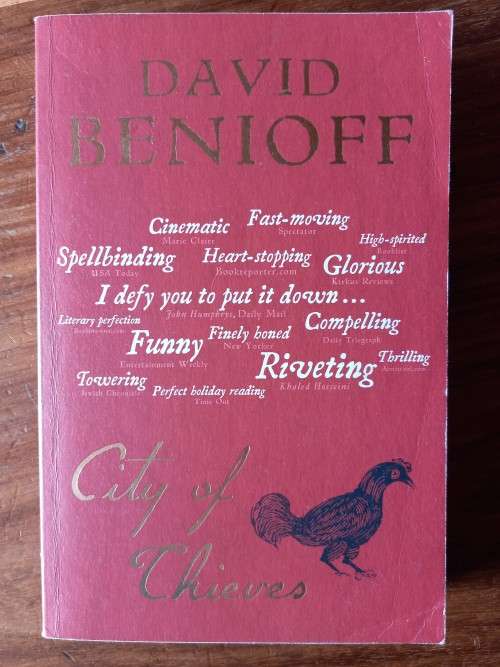 DAVID
BENIOFF
Cinematic
Marie Claire
Fast-moving
Spectator
High-spirited
Booklist
Spellbinding
USA Today
Heart-stopping
Bookreporter.com
Glorious
Kirkus Reviews
I defy you to put it down...
John Humphrys, Daily Mail
Literary perfection
Compelling
Daily Telegraph
Funny
Entertainment Weekly
Finely honed
New Yorker
Riveting
Khaled Hosseini
Thrilling
Towering
Jewish Chronicle
Perfect holiday reading
Time Out
City of
Thieves